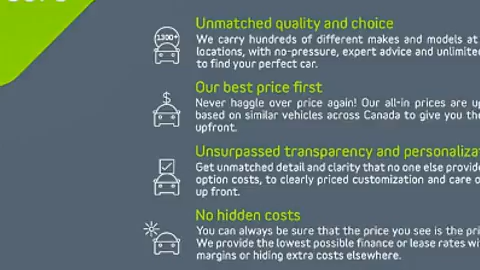 Unmatched quality and choice
1300+
We carry hundreds of different makes and models at
locations, with no-pressure, expert advice and unlimited
to find your perfect car.
Our best price first
$
Never haggle over price again! Our all-in prices are up
based on similar vehicles across Canada to give you the
upfront.
Unsurpassed transparency and personaliza
Get unmatched detail and clarity that no one else provide
option costs, to clearly priced customization and care o
up front.
No hidden costs
You can always be sure that the price you see is the pri
We provide the lowest possible finance or lease rates wi
margins or hiding extra costs elsewhere.